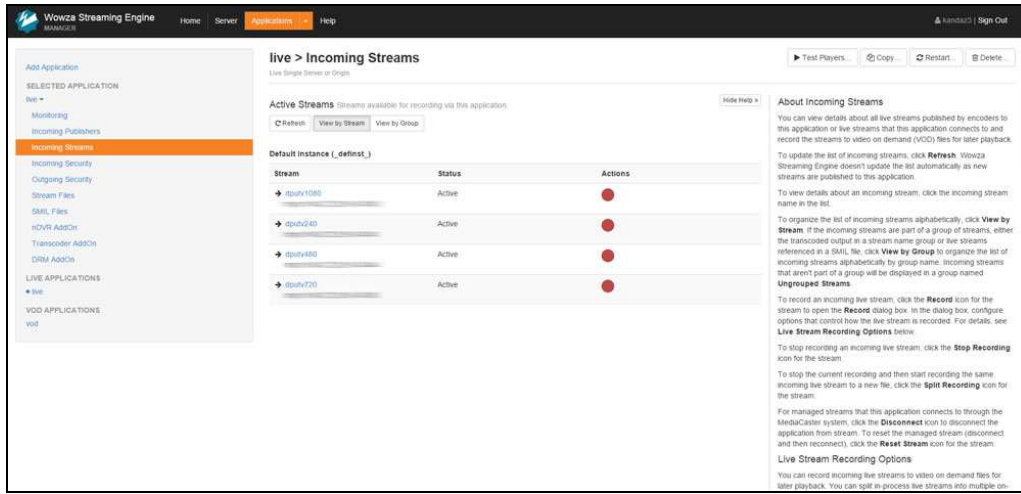 Wowza Streaming Engine
MANAGER
Home Server Applications Help
kandaz3 | Sign Out
Add Application
SELECTED APPLICATION
live
Monitoring
Incoming Publishers
Incoming Streams
Incoming Security
Outgoing Security
Stream Files
SMIL Files
nDVR AddOn
Transcoder AddOn
DRM AddOn
LIVE APPLICATIONS
live
VOD APPLICATIONS
vod
live > Incoming Streams
Live Single Server or Origin
Test Players... Copy... Restart... Delete...
Active Streams Streams available for recording via this application.
Hide Help »
Refresh View by Stream View by Group
Default Instance (_definst_)
Stream Status Actions
dputv1080 Active
dputv240 Active
dputv480 Active
dputv720 Active
About Incoming Streams
You can view details about all live streams published by encoders to
this application or live streams that this application connects to and
record the streams to video on demand (VOD) files for later playback.
To update the list of incoming streams, click Refresh. Wowza
Streaming Engine doesn't update the list automatically as new
streams are published to this application.
To view details about an incoming stream, click the incoming stream
name in the list.
To organize the list of incoming streams alphabetically, click View by
Stream. If the incoming streams are part of a group of streams, either
the transcoded output in a stream name group or live streams
referenced in a SMIL file, click View by Group to organize the list of
incoming streams alphabetically by group name. Incoming streams
that aren't part of a group will be displayed in a group named
Ungrouped Streams.
To record an incoming live stream, click the Record icon for the
stream to open the Record dialog box. In the dialog box, configure
options that control how the live stream is recorded. For details, see
Live Stream Recording Options below.
To stop recording an incoming live stream, click the Stop Recording
icon for the stream.
To stop the current recording and then start recording the same
incoming live stream to a new file, click the Split Recording icon for
the stream.
For managed streams that this application connects to through the
MediaCaster system, click the Disconnect icon to disconnect the
application from stream. To reset the managed stream (disconnect
and then reconnect), click the Reset Stream icon for the stream.
Live Stream Recording Options
You can record incoming live streams to video on demand files for
later playback. You can split in-process live streams into multiple on-